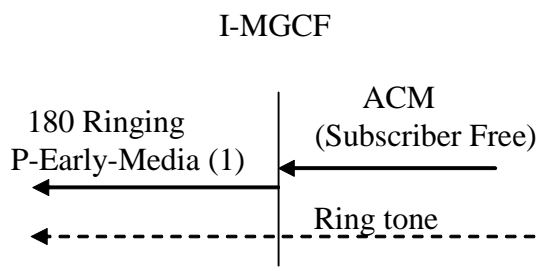 I-MGCF
ACM
(Subscriber Free)
180 Ringing
P-Early-Media (1)
Ring tone